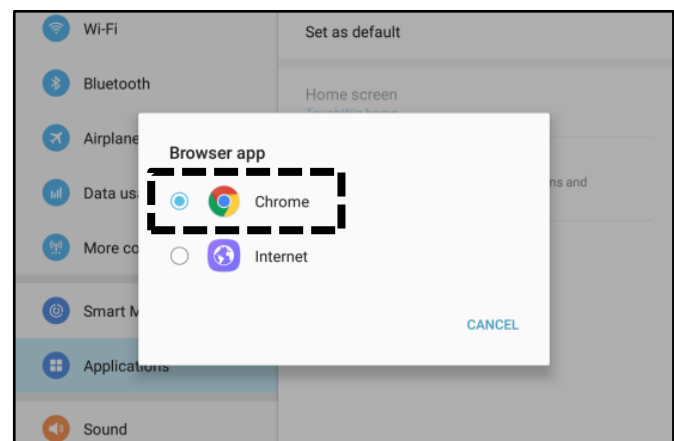 Wi-Fi
Set as default
Bluetooth
Home screen
Airplane
Browser app
Data us
ns and
Chrome
More co
Internet
Smart M
CANCEL
Applications
Sound